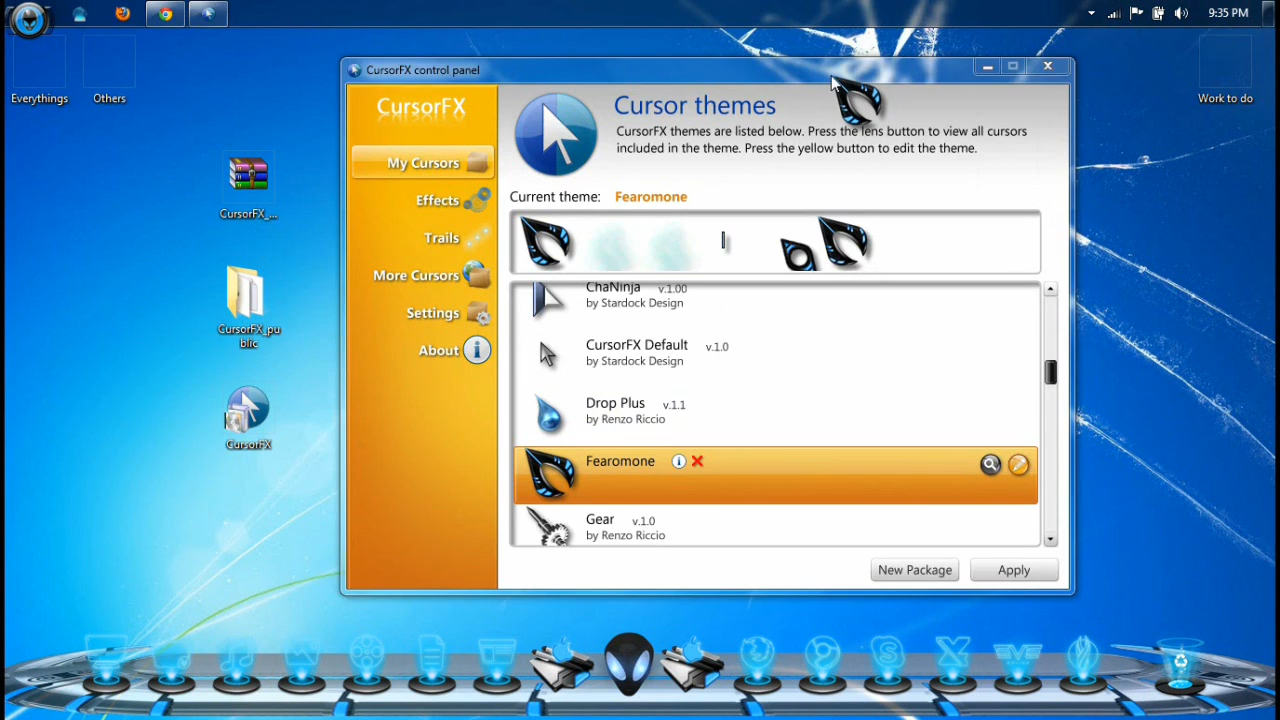 9:35 PM
Everythings
Others
Work to do
CursorFX_...
CursorFX_pu
blic
CursorFX
CursorFX control panel
CursorFX
My Cursors
Effects
Trails
More Cursors
Settings
About
Cursor themes
CursorFX themes are listed below. Press the lens button to view all cursors
included in the theme. Press the yellow button to edit the theme.
Current theme: Fearomone
ChaNinja v.1.00
by Stardock Design
CursorFX Default v.1.0
by Stardock Design
Drop Plus v.1.1
by Renzo Riccio
Fearomone
Gear v.1.0
by Renzo Riccio
New Package
Apply